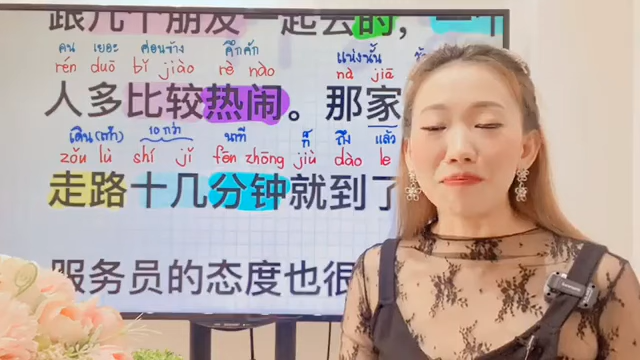 跟几个朋友一起去的，一个
คน เยอะ ค่อนข้าง คึกคัก แห่งนั้น
rén duō bǐ jiào rè nào nà jiā
人多比较热闹。那家
เดิน(เท้า) 10 กว่า นาที ก็ ถึง แล้ว
zǒu lù shí jǐ fēn zhōng jiù dào le
走路十几分钟就到了
服务员的态度也很